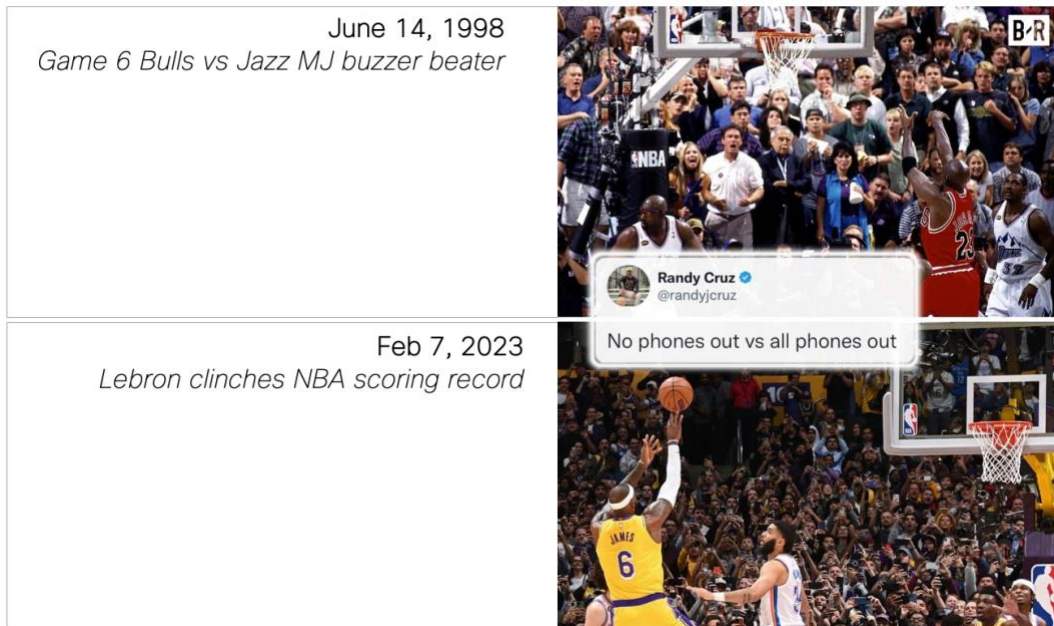 June 14, 1998
Game 6 Bulls vs Jazz MJ buzzer beater
B/R
NBA
23
32
Randy Cruz
@randyjcruz
No phones out vs all phones out
Feb 7, 2023
Lebron clinches NBA scoring record
JAMES
6